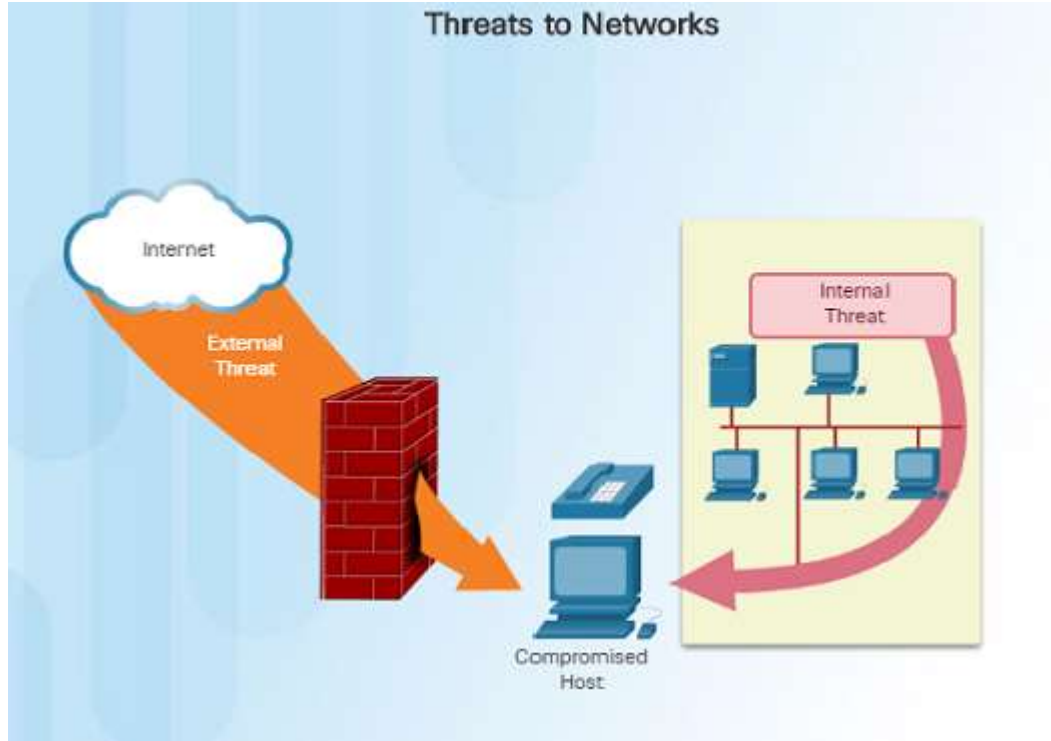 Threats to Networks
Internet
External
Threat
Internal
Threat
Compromised
Host